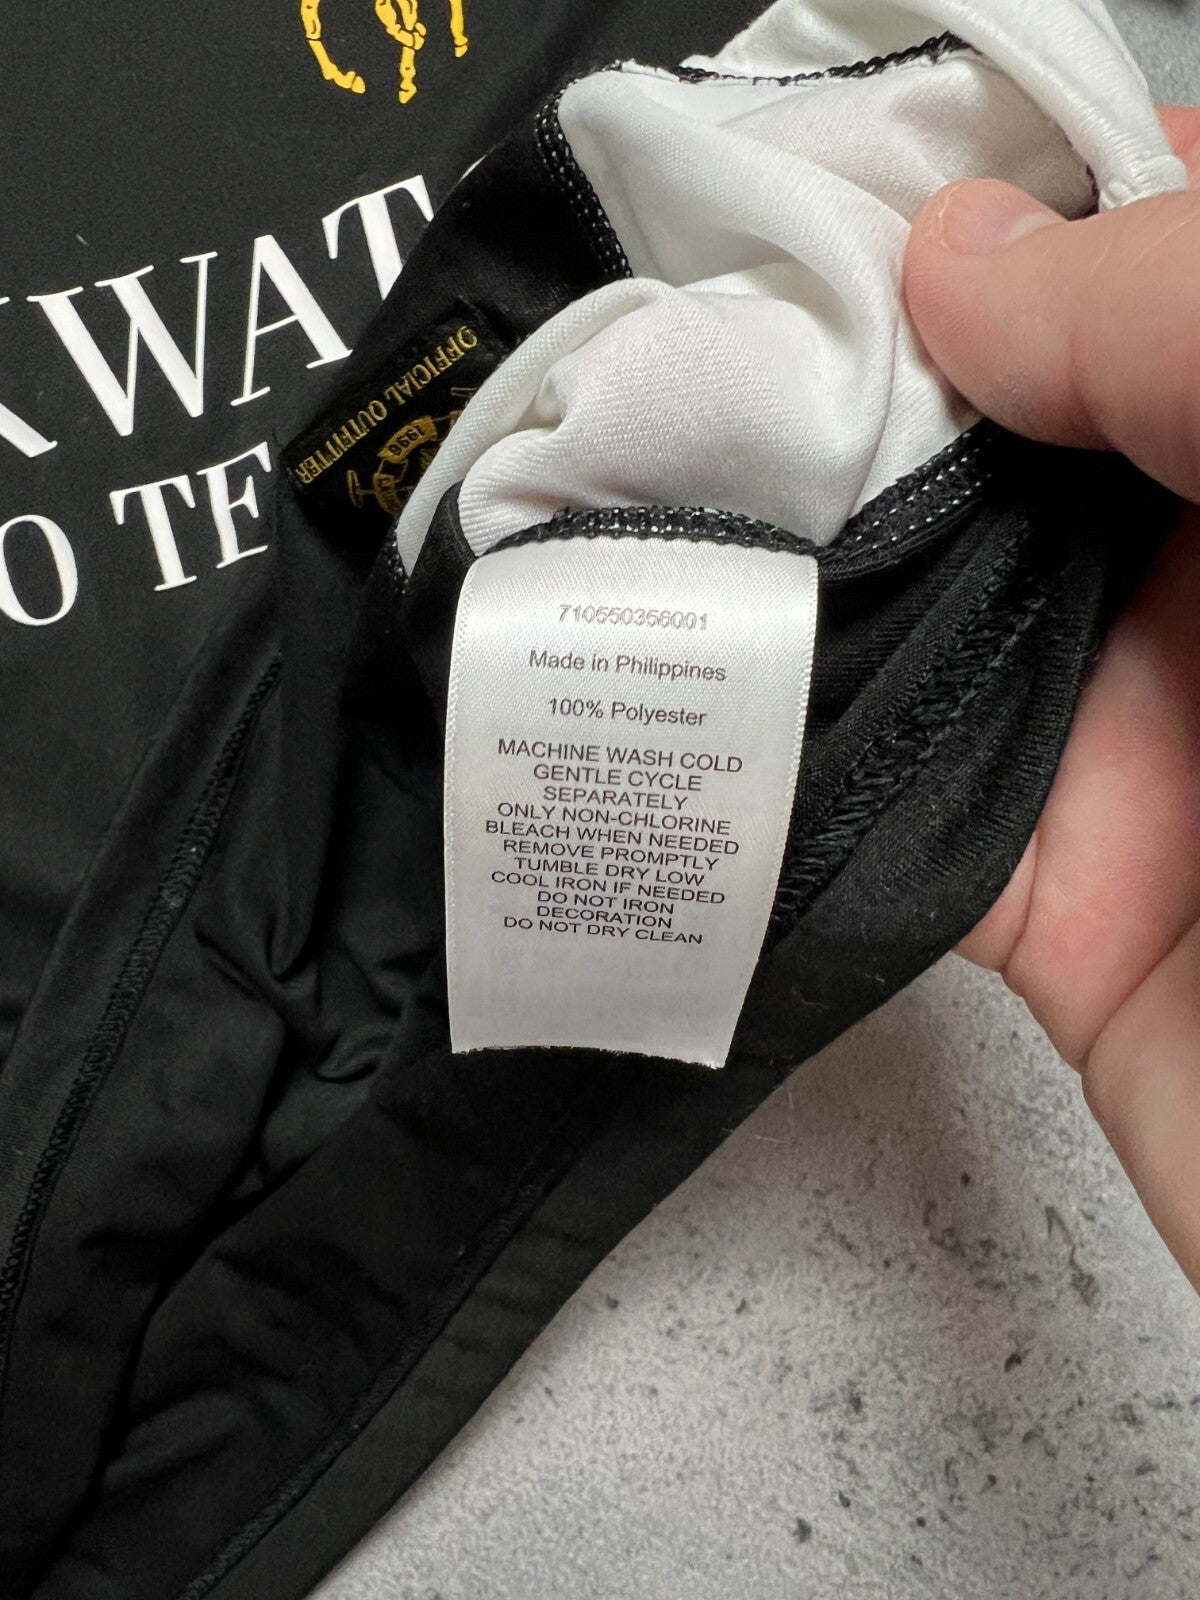 KWAT
O TE
OFFICIAL OUTFITTER
1998
710550356001
Made in Philippines
100% Polyester
MACHINE WASH COLD
GENTLE CYCLE
SEPARATELY
ONLY NON-CHLORINE
BLEACH WHEN NEEDED
REMOVE PROMPTLY
TUMBLE DRY LOW
COOL IRON IF NEEDED
DO NOT IRON
DECORATION
DO NOT DRY CLEAN